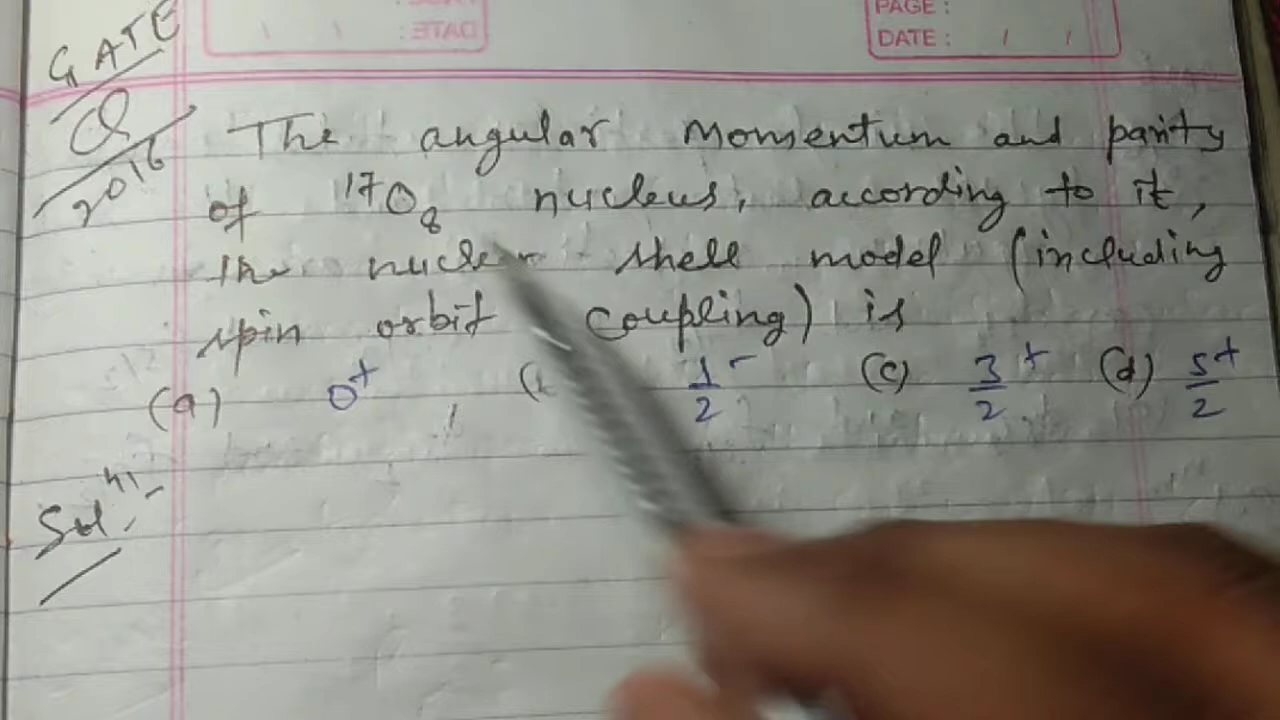 PAGE :
DATE : / /
DATE :
GATE
Q
2016
The angular momentum and parity
of ¹⁷O₈ nucleus, according to it,
the shell model (including
spin orbit coupling) is
(a) 0⁺ 1/2⁻ (c) 3/2⁺ (d) 5/2⁺
Solⁿ:-